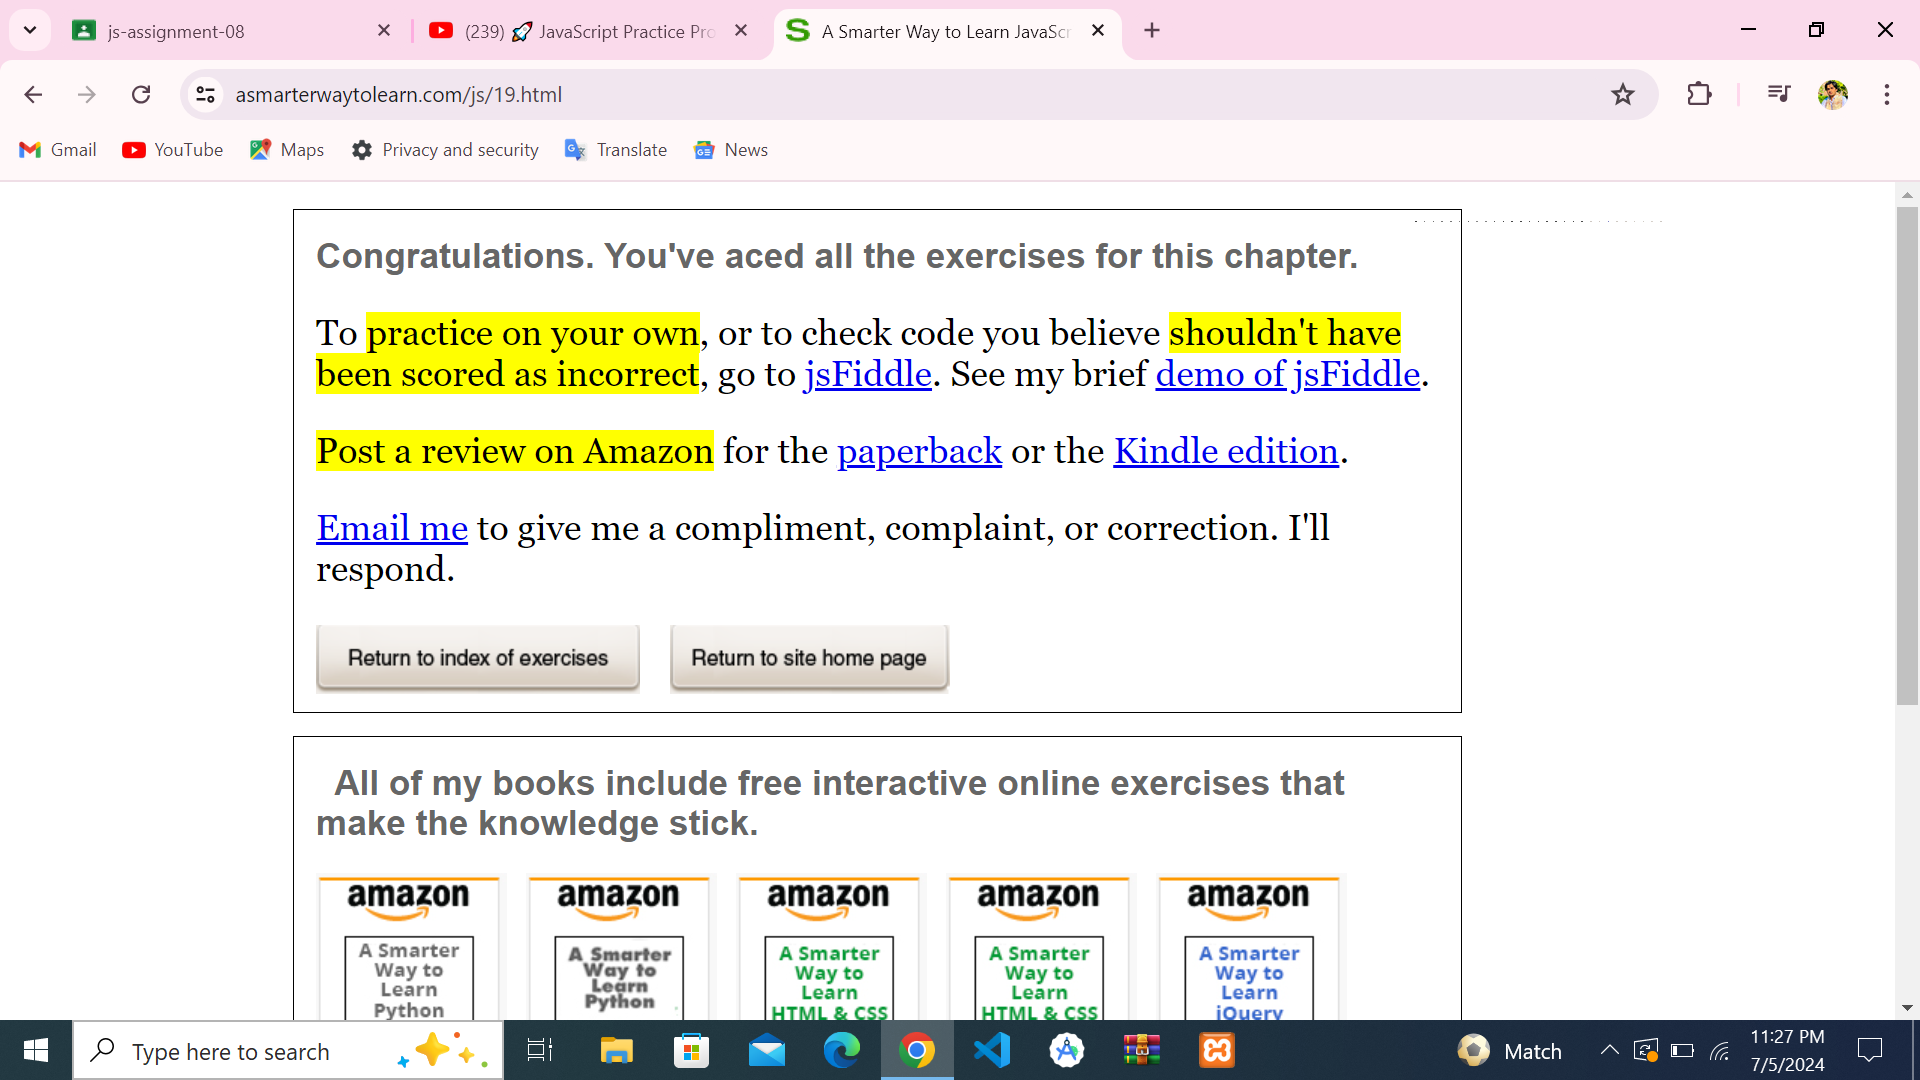 js-assignment-08
(239) 🚀 JavaScript Practice Pro
A Smarter Way to Learn JavaScr
asmarterwaytolearn.com/js/19.html
Gmail
YouTube
Maps
Privacy and security
Translate
News
Congratulations. You've aced all the exercises for this chapter.
To practice on your own, or to check code you believe shouldn't have
been scored as incorrect, go to jsFiddle. See my brief demo of jsFiddle.
Post a review on Amazon for the paperback or the Kindle edition.
Email me to give me a compliment, complaint, or correction. I'll
respond.
Return to index of exercises
Return to site home page
All of my books include free interactive online exercises that
make the knowledge stick.
amazon
A Smarter
Way to
Learn
Python
amazon
A Smarter
Way to
Learn
Python
amazon
A Smarter
Way to
Learn
HTML & CSS
amazon
A Smarter
Way to
Learn
HTML & CSS
amazon
A Smarter
Way to
Learn
jQuery
Type here to search
Match
11:27 PM
7/5/2024